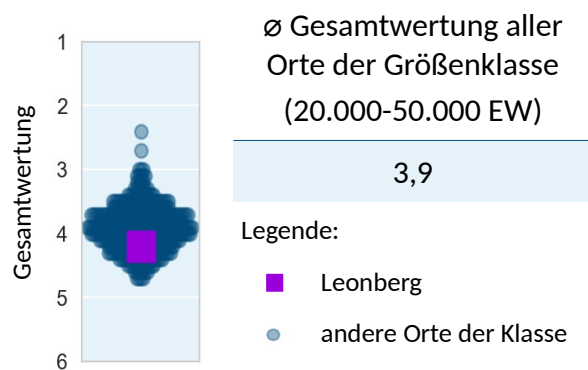 ø Gesamtwertung aller
Orte der Größenklasse
(20.000-50.000 EW)
3,9
Gesamtwertung
1
2
3
4
5
6
Legende:
Leonberg
andere Orte der Klasse